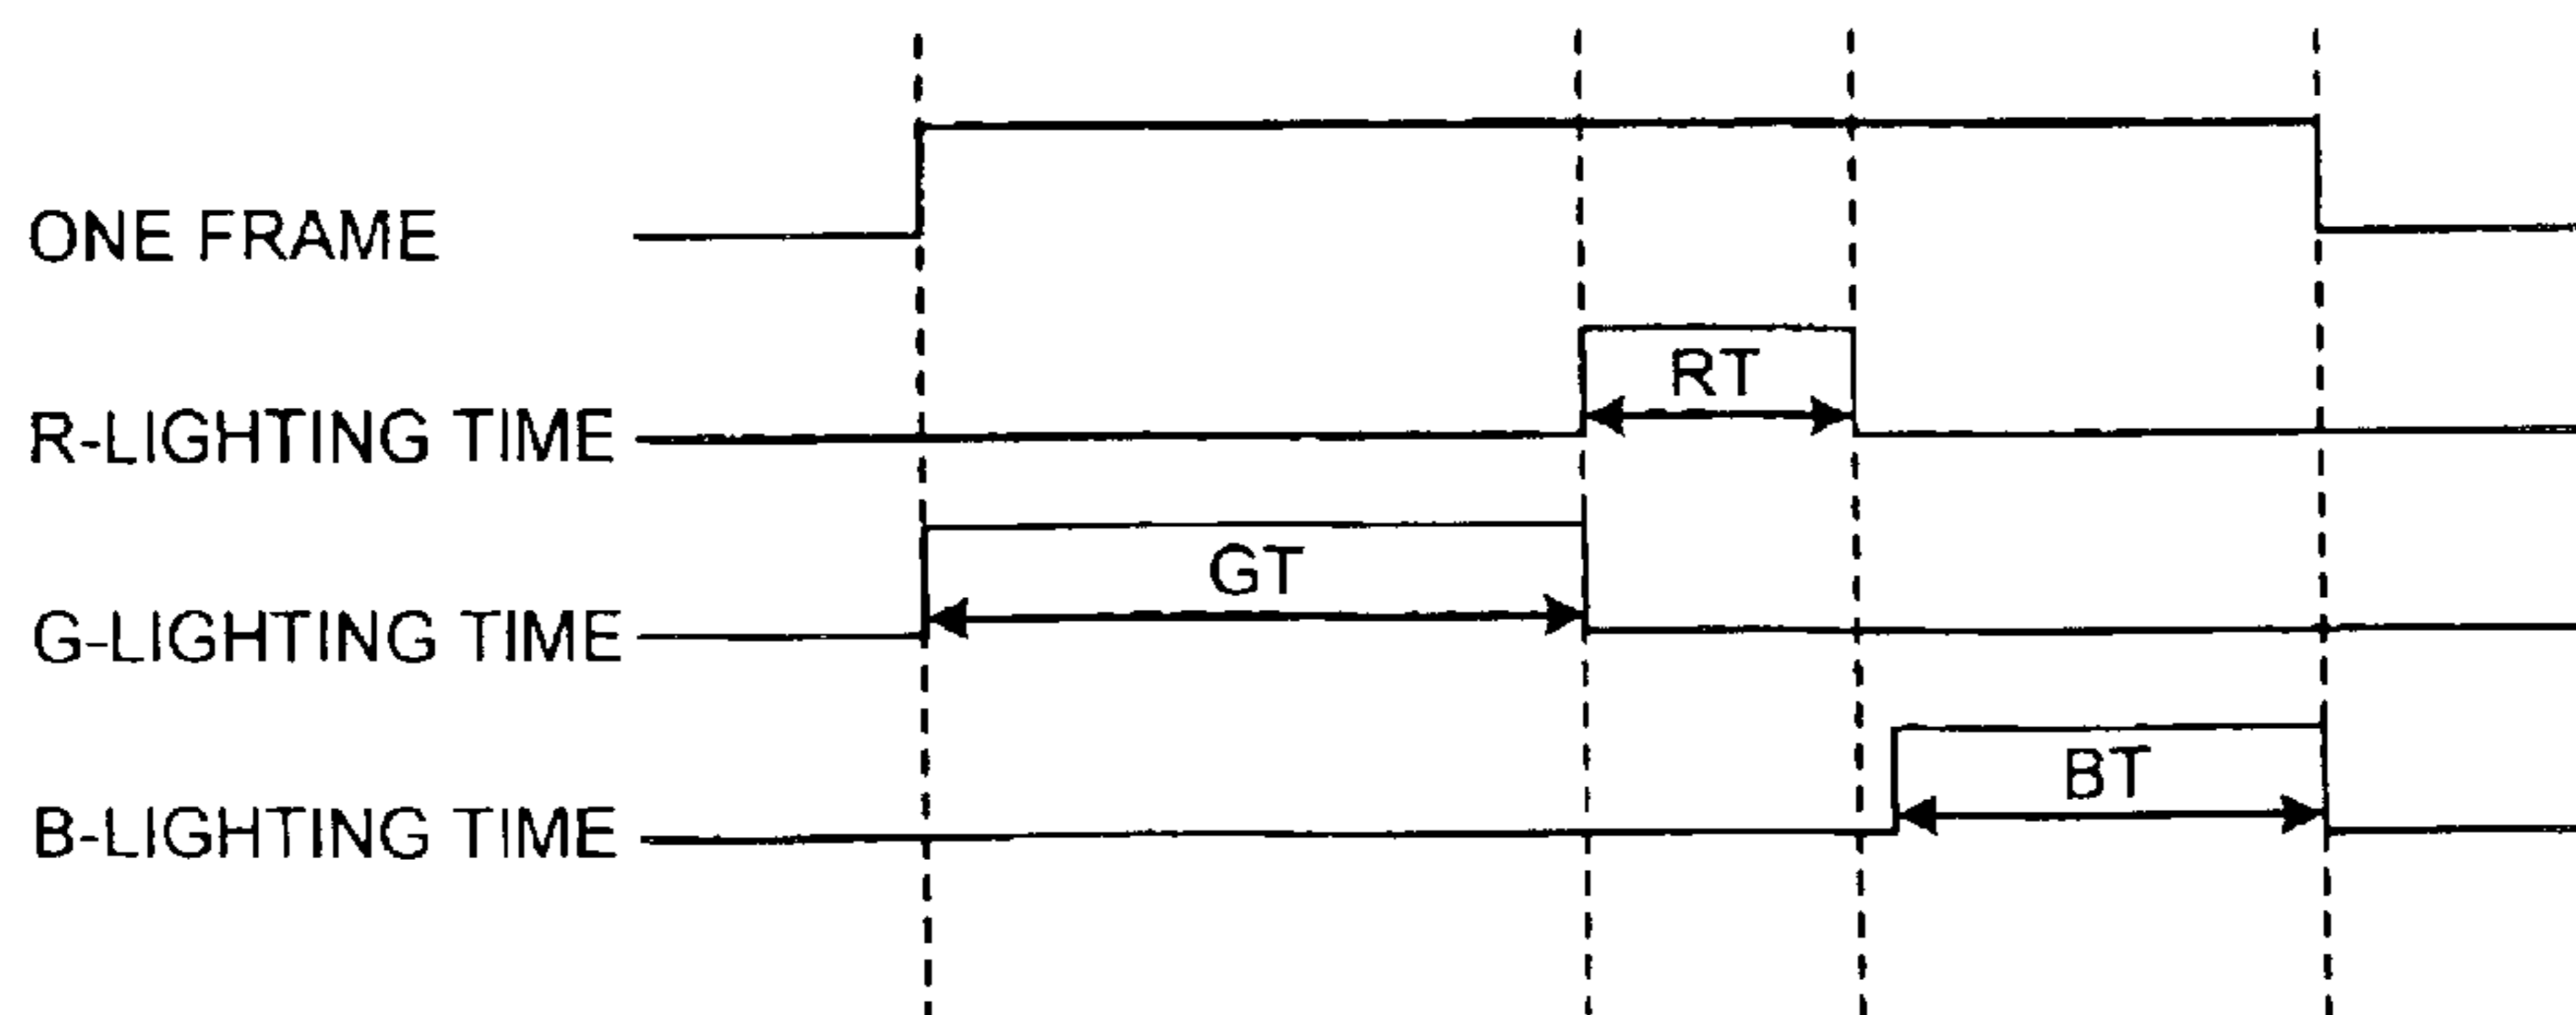 ONE FRAME
RT
R-LIGHTING TIME
GT
G-LIGHTING TIME
BT
B-LIGHTING TIME